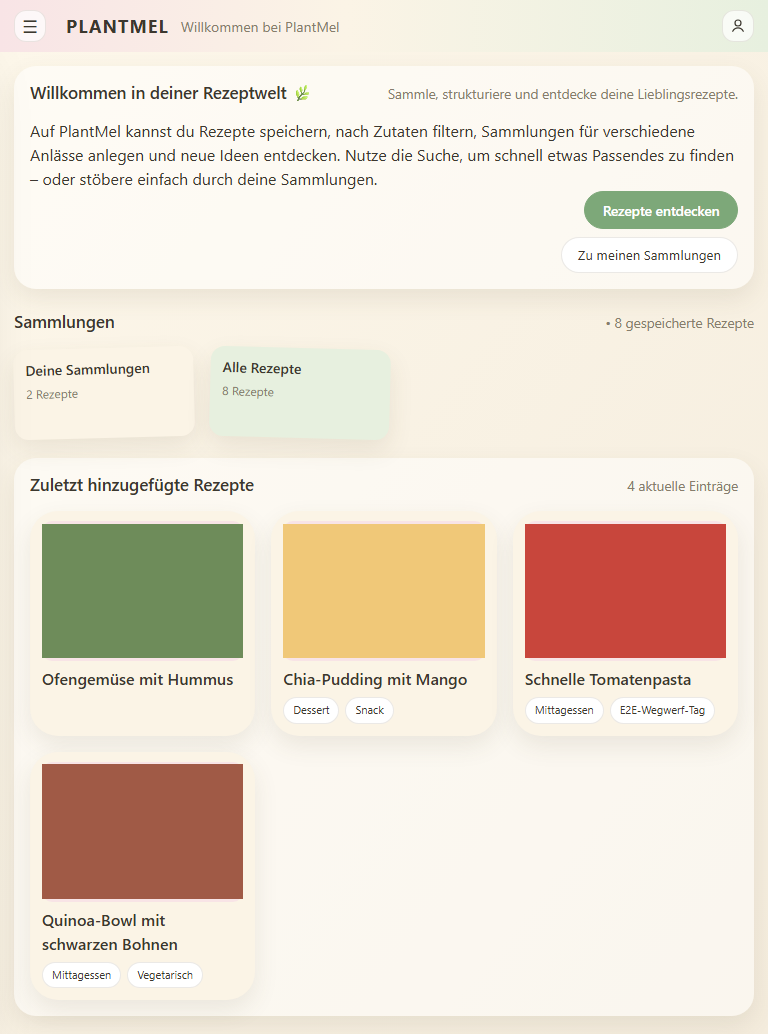 PLANTMEL Willkommen bei PlantMel
Willkommen in deiner Rezeptwelt 🌿 Sammle, strukturiere und entdecke deine Lieblingsrezepte.
Auf PlantMel kannst du Rezepte speichern, nach Zutaten filtern, Sammlungen für verschiedene
Anlässe anlegen und neue Ideen entdecken. Nutze die Suche, um schnell etwas Passendes zu finden
– oder stöbere einfach durch deine Sammlungen.
Rezepte entdecken
Zu meinen Sammlungen
Sammlungen • 8 gespeicherte Rezepte
Deine Sammlungen
2 Rezepte
Alle Rezepte
8 Rezepte
Zuletzt hinzugefügte Rezepte 4 aktuelle Einträge
Ofengemüse mit Hummus
Chia-Pudding mit Mango
Dessert Snack
Schnelle Tomatenpasta
Mittagessen E2E-Wegwerf-Tag
Quinoa-Bowl mit
schwarzen Bohnen
Mittagessen Vegetarisch